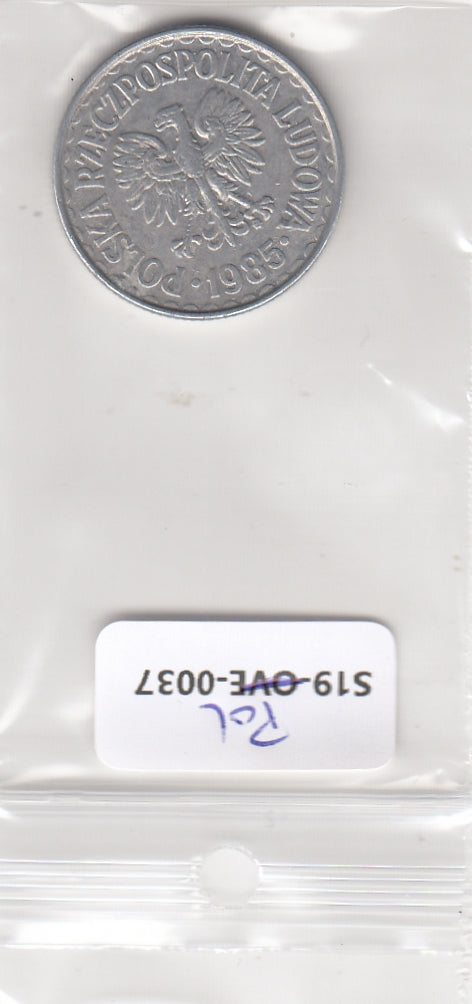 POLSKA RZECZPOSPOLITA LUDOWA
·1985·
S19-OVE-0037
Pol